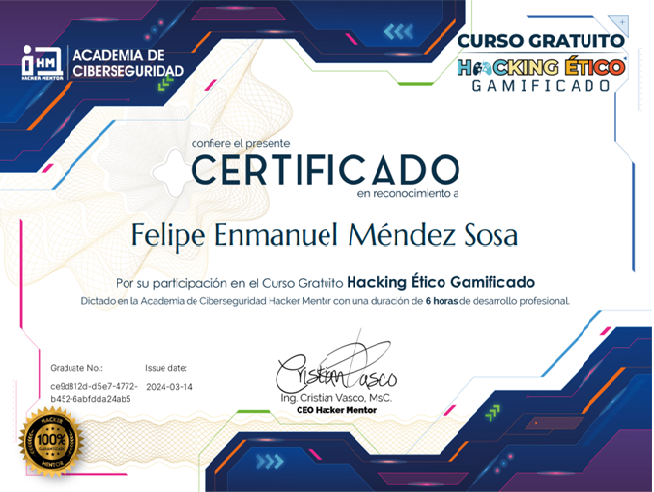 HM
HACKER MENTOR
ACADEMIA DE
CIBERSEGURIDAD
CURSO GRATUITO
HACKING ÉTICO
GAMIFICADO
confiere el presente
CERTIFICADO
en reconocimiento a
Felipe Enmanuel Méndez Sosa
Por su participación en el Curso Gratuito Hacking Ético Gamificado
Dictado en la Academia de Ciberseguridad Hacker Mentor con una duración de 6 horas de desarrollo profesional.
Graduate No.:
Issue date:
ce9d812d-d5e7-4772-
b452-6abfdda24ab5
2024-03-14
Cristian Vasco
Ing. Cristian Vasco, MsC.
CEO Hacker Mentor
HACKER
100%
GARANTIZADO
MENTOR